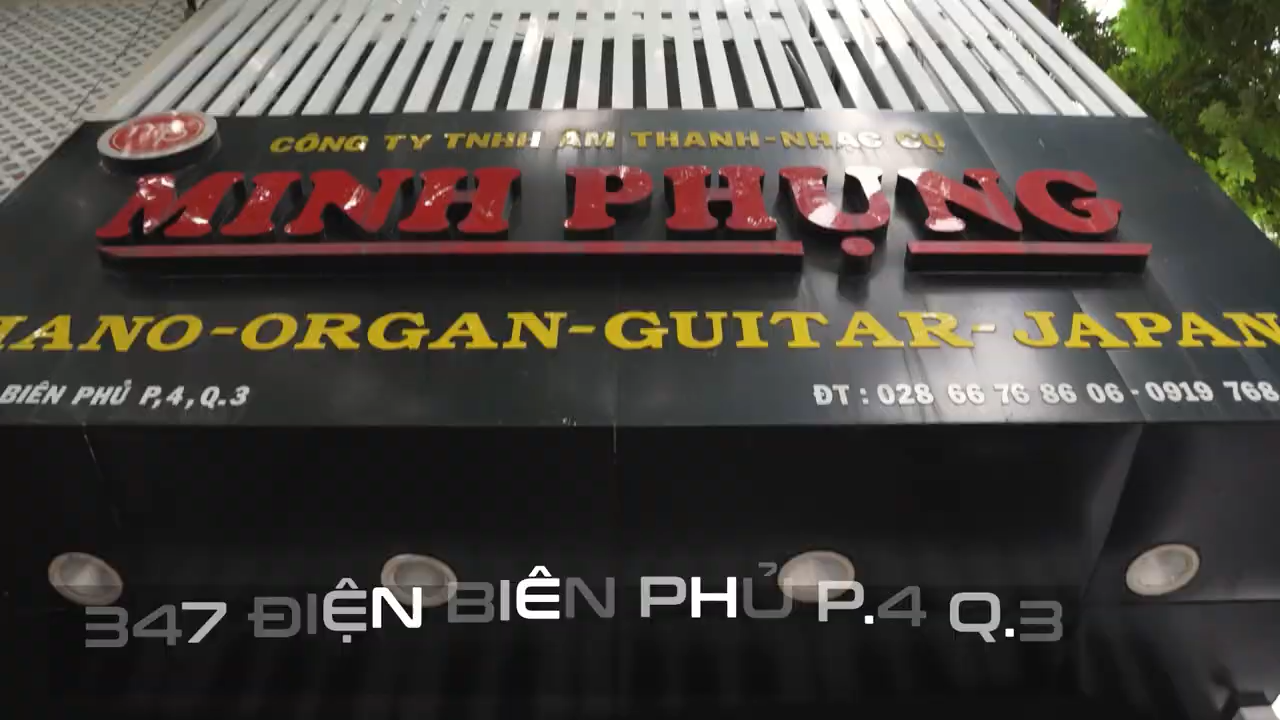 CÔNG TY TNHH ÂM THANH-NHẠC CỤ
MINH PHỤNG
IANO-ORGAN-GUITAR-JAPAN
BIÊN PHỦ P,4,Q.3
ĐT : 028 66 76 86 06 - 0919 768
347 ĐIỆN BIÊN PHỦ P.4 Q.3